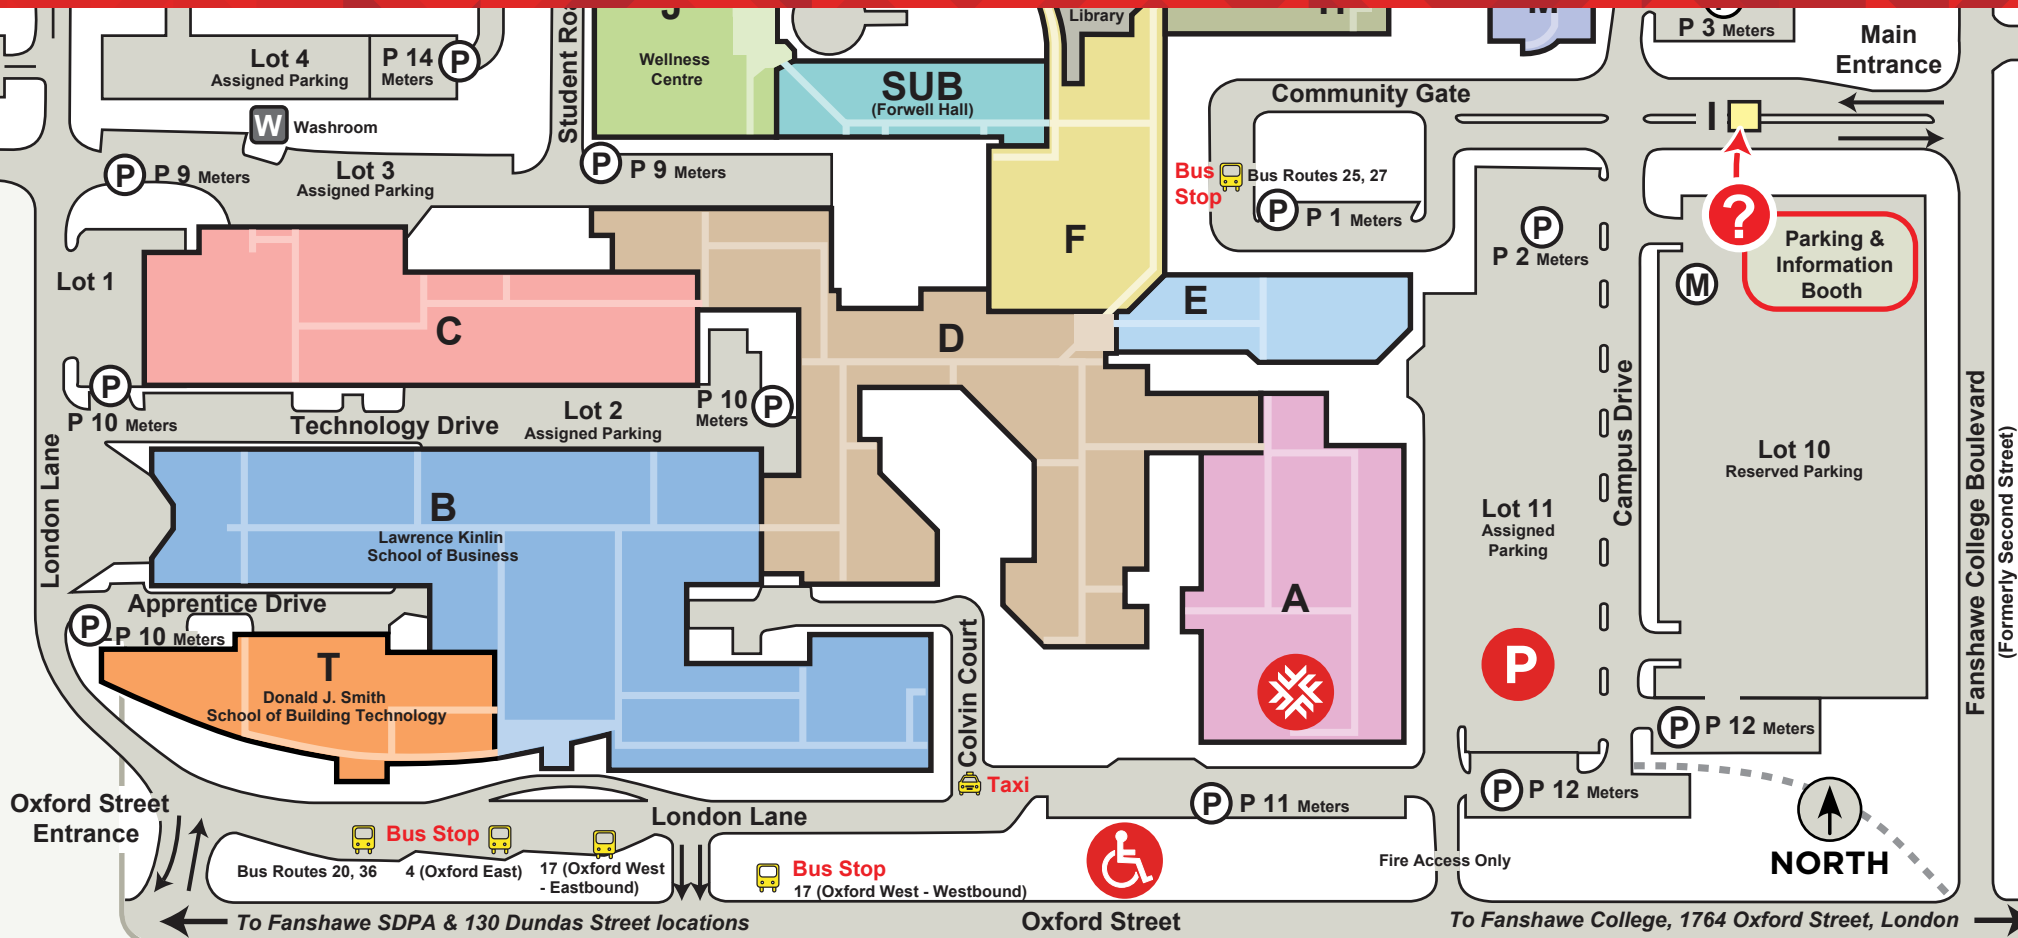 J
Library
H
M
P
P 3 Meters
Main
Entrance
Lot 4
Assigned Parking
P 14
Meters
P
Wellness
Centre
SUB
(Forwell Hall)
Community Gate
I
W
Washroom
P
P 9 Meters
Lot 3
Assigned Parking
P
P 9 Meters
Bus
Stop
Bus Routes 25, 27
P
P 1 Meters
P
P 2 Meters
?
Parking &
Information
Booth
M
F
E
Lot 1
C
D
P
P 10 Meters
Technology Drive
Lot 2
Assigned Parking
P 10
Meters
P
London Lane
B
Lawrence Kinlin
School of Business
Campus Drive
Lot 10
Reserved Parking
Fanshawe College Boulevard
(Formerly Second Street)
Lot 11
Assigned
Parking
A
Apprentice Drive
P
P 10 Meters
T
Donald J. Smith
School of Building Technology
Colvin Court
P
P
P 12 Meters
Taxi
P
P 11 Meters
P
P 12 Meters
Oxford Street
Entrance
London Lane
Bus Stop
Bus Routes 20, 36
4 (Oxford East)
17 (Oxford West
- Eastbound)
Bus Stop
17 (Oxford West - Westbound)
Fire Access Only
NORTH
To Fanshawe SDPA & 130 Dundas Street locations
Oxford Street
To Fanshawe College, 1764 Oxford Street, London